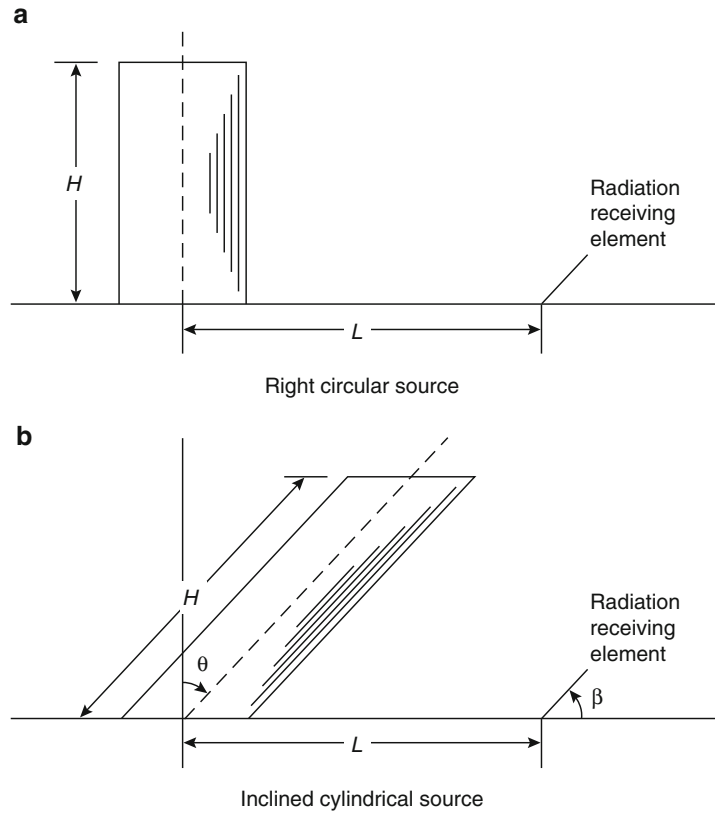 a
H
Radiation
receiving
element
L
Right circular source
b
H
θ
Radiation
receiving
element
β
L
Inclined cylindrical source